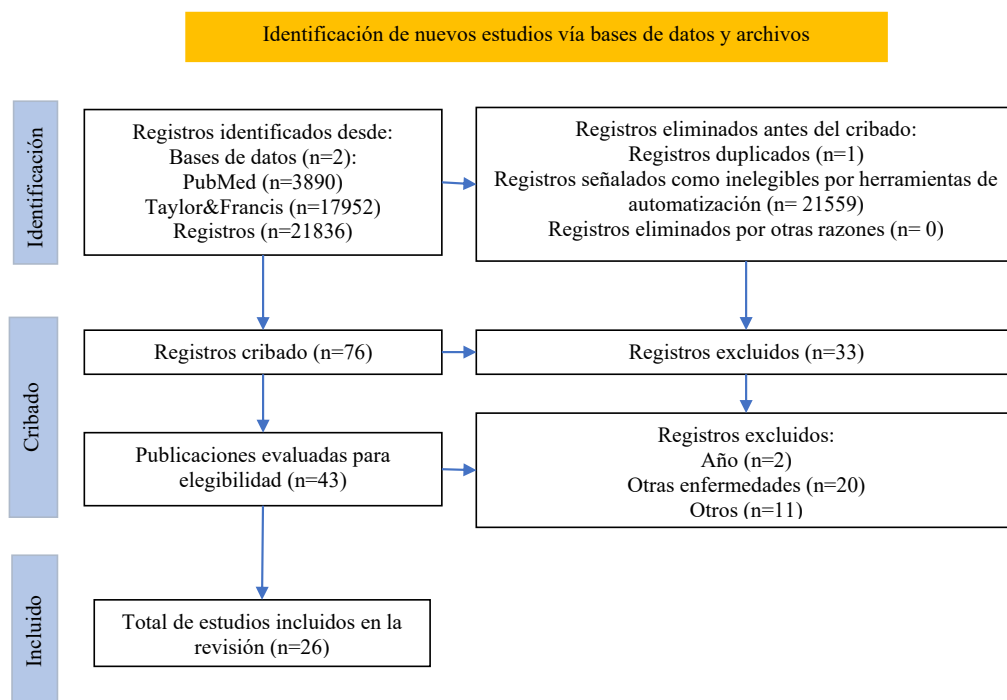 Identificación de nuevos estudios vía bases de datos y archivos
Identificación
Registros identificados desde:
Bases de datos (n=2):
PubMed (n=3890)
Taylor&Francis (n=17952)
Registros (n=21836)
Registros eliminados antes del cribado:
Registros duplicados (n=1)
Registros señalados como inelegibles por herramientas de
automatización (n= 21559)
Registros eliminados por otras razones (n= 0)
Cribado
Registros cribado (n=76)
Registros excluidos (n=33)
Publicaciones evaluadas para
elegibilidad (n=43)
Registros excluidos:
Año (n=2)
Otras enfermedades (n=20)
Otros (n=11)
Incluido
Total de estudios incluidos en la
revisión (n=26)